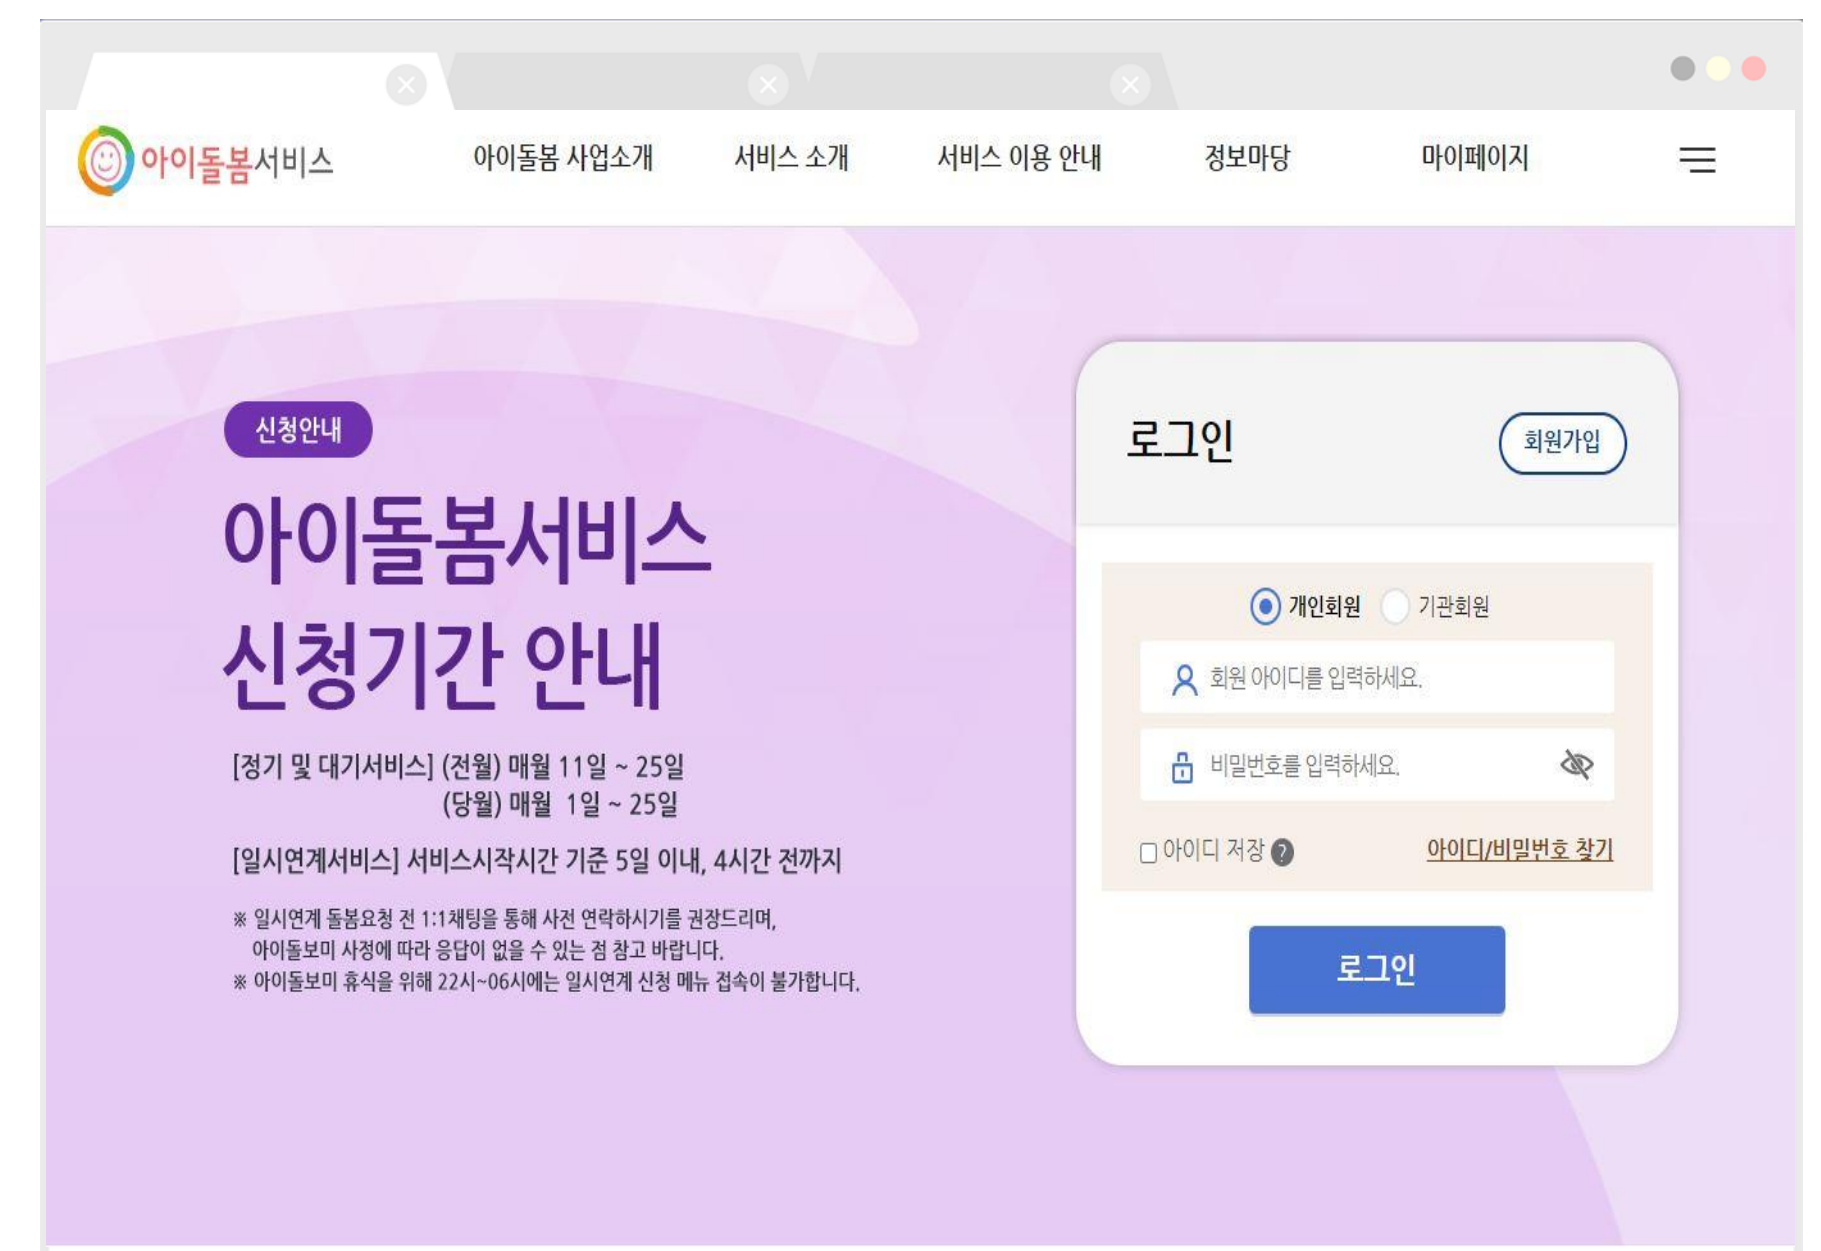 아이돌봄서비스
아이돌봄 사업소개
서비스 소개
서비스 이용 안내
정보마당
마이페이지
신청안내
아이돌봄서비스
신청기간 안내
[정기 및 대기서비스] (전월) 매월 11일 ~ 25일
(당월) 매월 1일 ~ 25일
[일시연계서비스] 서비스시작시간 기준 5일 이내, 4시간 전까지
※ 일시연계 돌봄요청 전 1:1채팅을 통해 사전 연락하시기를 권장드리며,
아이돌보미 사정에 따라 응답이 없을 수 있는 점 참고 바랍니다.
※ 아이돌보미 휴식을 위해 22시~06시에는 일시연계 신청 메뉴 접속이 불가합니다.
로그인
회원가입
개인회원
기관회원
회원 아이디를 입력하세요.
비밀번호를 입력하세요.
아이디 저장 ?
아이디/비밀번호 찾기
로그인